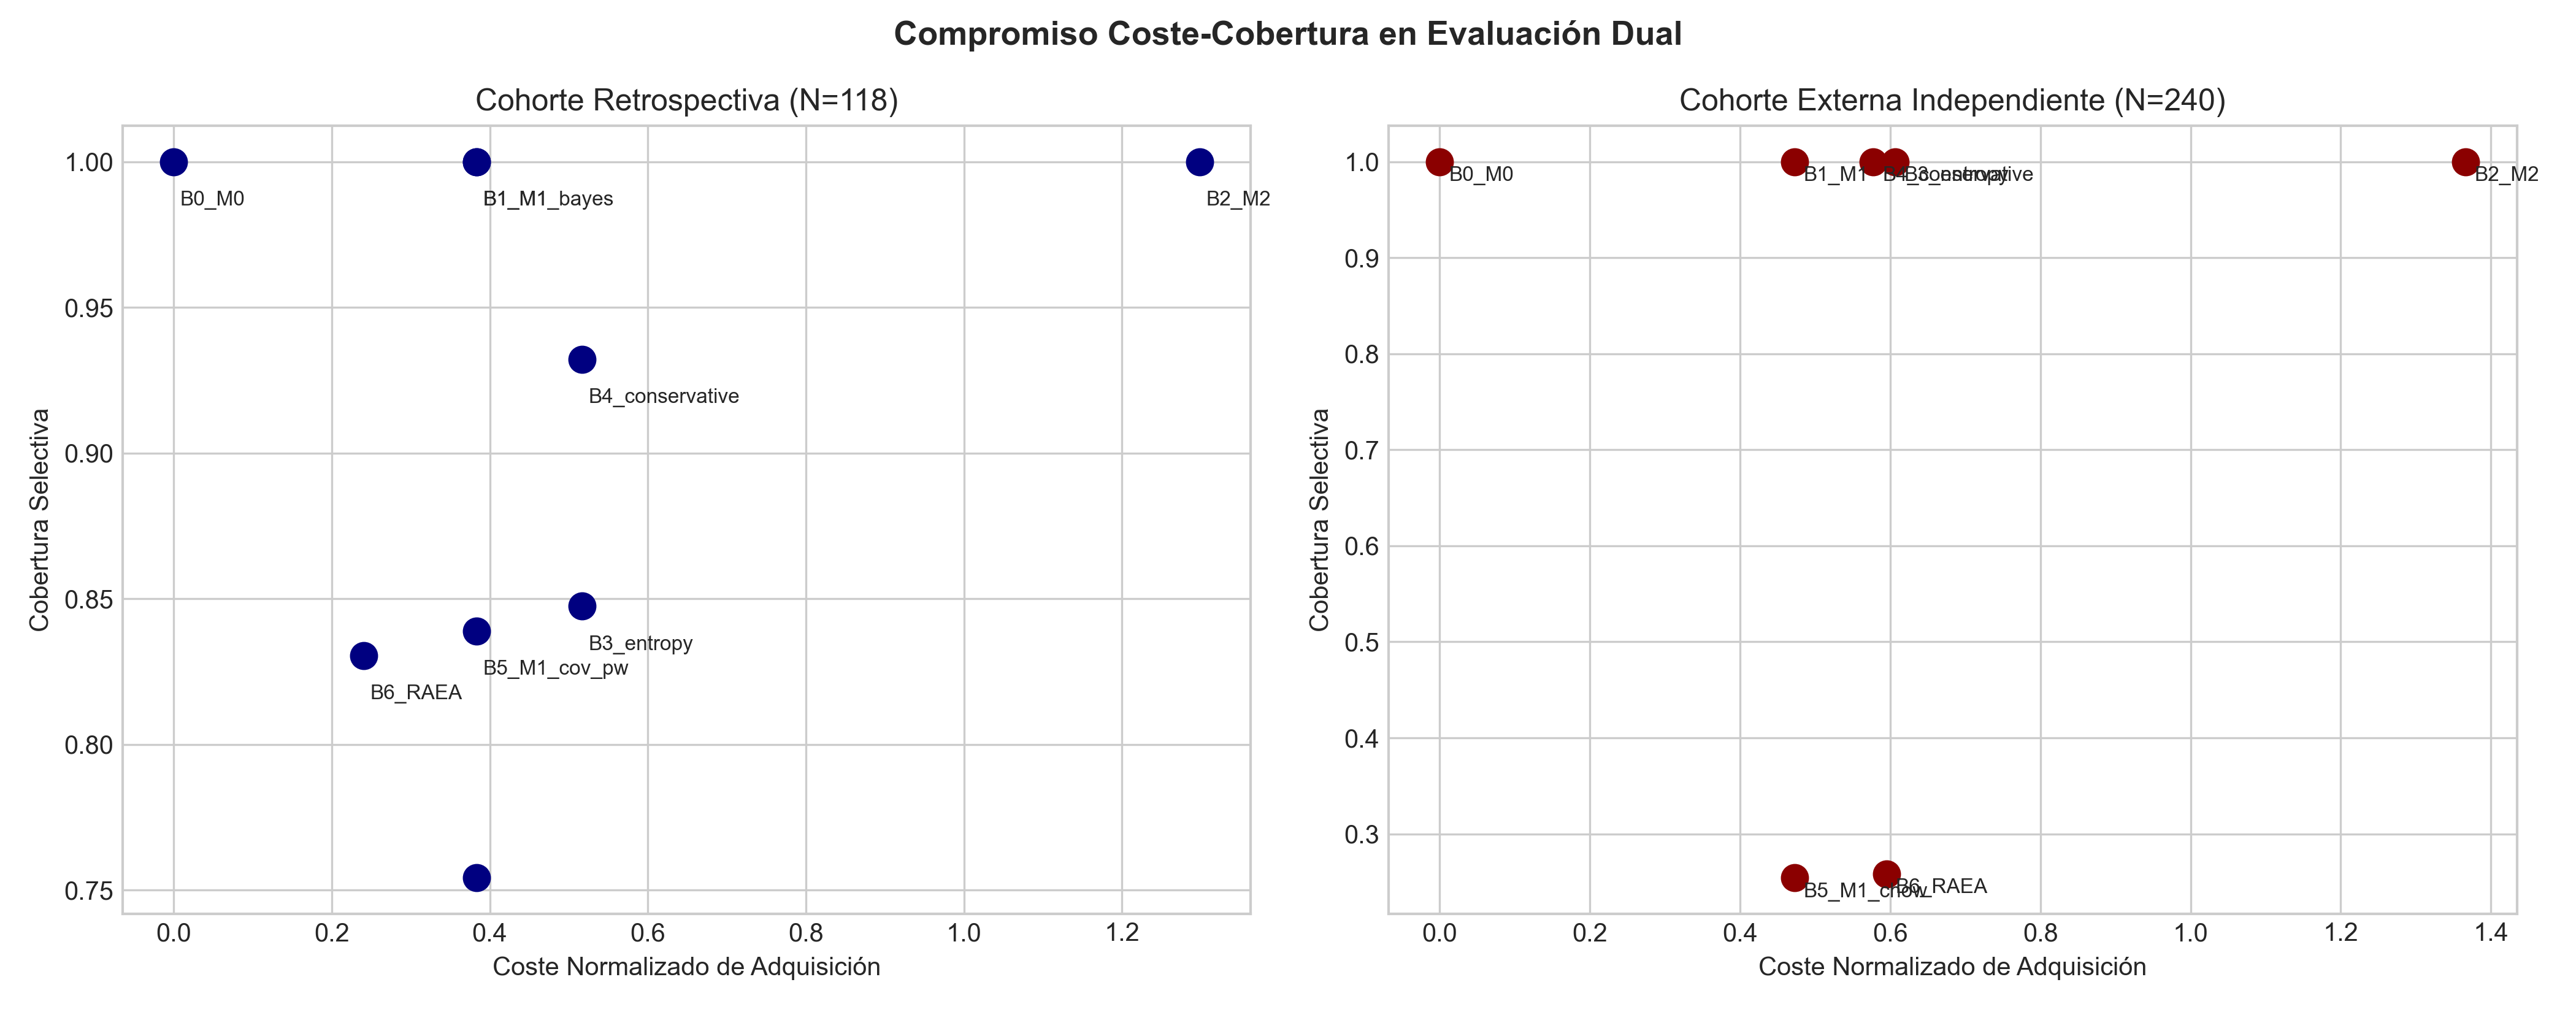 Compromiso Coste-Cobertura en Evaluación Dual
Cohorte Retrospectiva (N=118)
Cobertura Selectiva
1.00
0.95
0.90
0.85
0.80
0.75
B0_M0
B1_M1_bayes
B2_M2
B4_conservative
B3_entropy
B5_M1_cov_pw
B6_RAEA
0.0 0.2 0.4 0.6 0.8 1.0 1.2
Coste Normalizado de Adquisición
Cohorte Externa Independiente (N=240)
Cobertura Selectiva
1.0
0.9
0.8
0.7
0.6
0.5
0.4
0.3
B0_M0
B1_M1
B4_conservative
B3_entropy
B2_M2
B5_M1_chow
B6_RAEA
0.0 0.2 0.4 0.6 0.8 1.0 1.2 1.4
Coste Normalizado de Adquisición